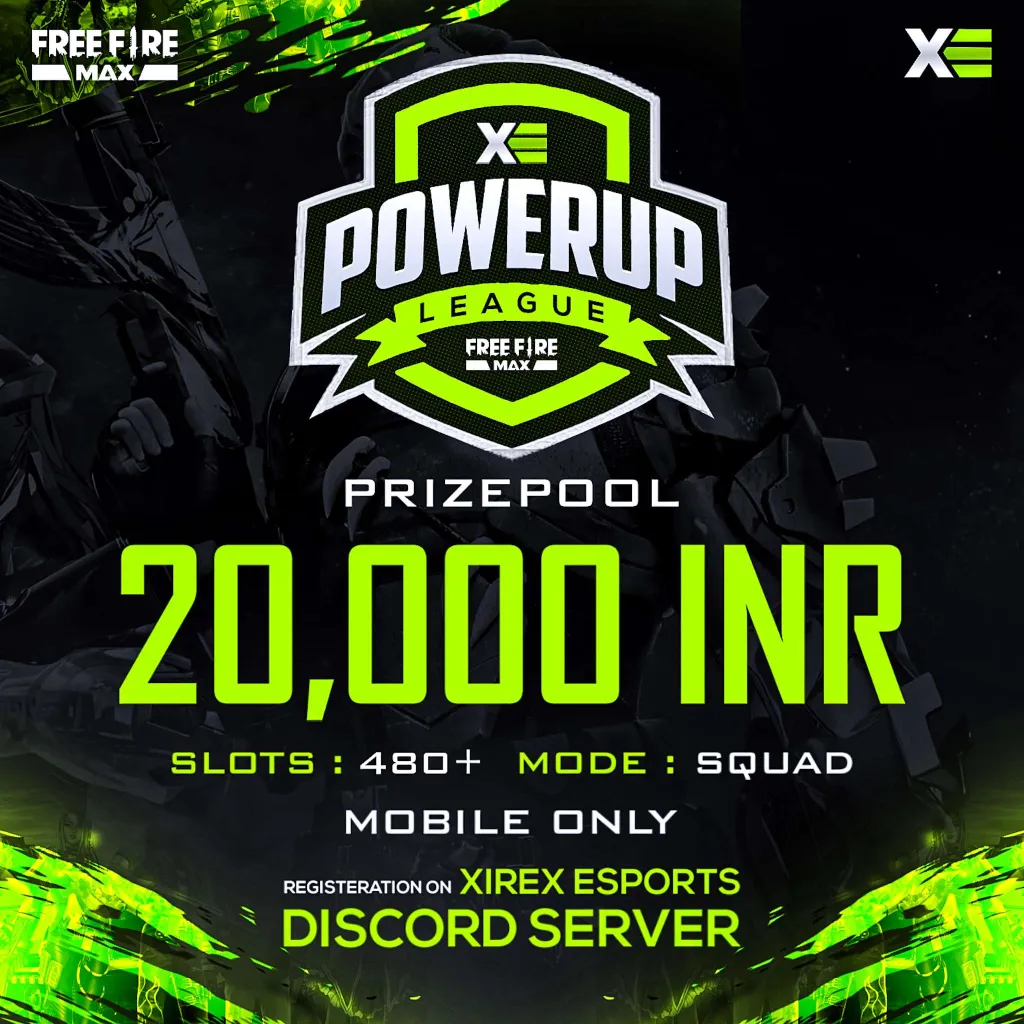 FREE FIRE
MAX
XE
XE
POWERUP
LEAGUE
FREE FIRE
MAX
PRIZEPOOL
20,000 INR
SLOTS : 480+ MODE : SQUAD
MOBILE ONLY
REGISTERATION ON XIREX ESPORTS
DISCORD SERVER